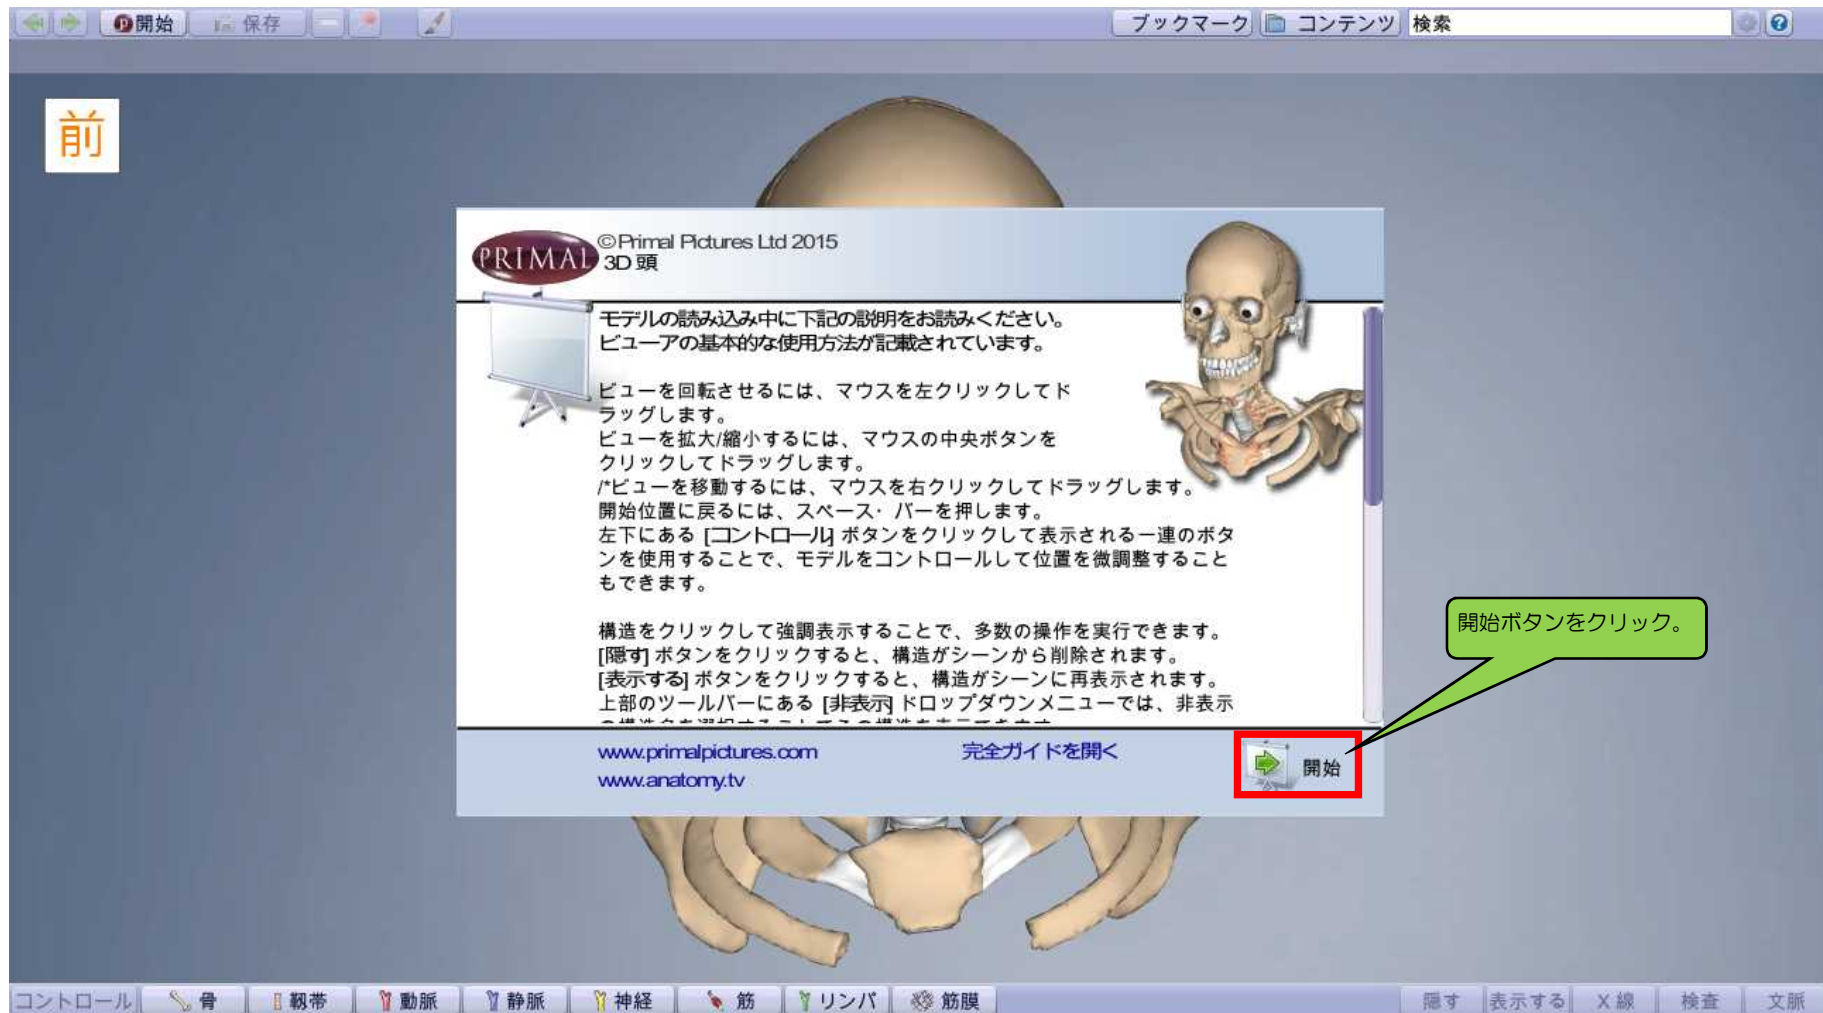 開始
保存
ブックマーク
コンテンツ
検索
前
PRIMAL
©Primal Pictures Ltd 2015
3D 頭
モデルの読み込み中に下記の説明をお読みください。
ビューアの基本的な使用方法が記載されています。
ビューを回転させるには、マウスを左クリックしてド
ラッグします。
ビューを拡大/縮小するには、マウスの中央ボタンを
クリックしてドラッグします。
/*ビューを移動するには、マウスを右クリックしてドラッグします。
開始位置に戻るには、スペース・バーを押します。
左下にある [コントロール] ボタンをクリックして表示される一連のボタ
ンを使用することで、モデルをコントロールして位置を微調整すること
もできます。
構造をクリックして強調表示することで、多数の操作を実行できます。
[隠す] ボタンをクリックすると、構造がシーンから削除されます。
[表示する] ボタンをクリックすると、構造がシーンに再表示されます。
上部のツールバーにある [非表示] ドロップダウンメニューでは、非表示
開始ボタンをクリック。
www.primalpictures.com
完全ガイドを開く
www.anatomy.tv
開始
コントロール
骨
靱帯
動脈
静脈
神経
筋
リンパ
筋膜
隠す
表示する
X 線
検査
文脈